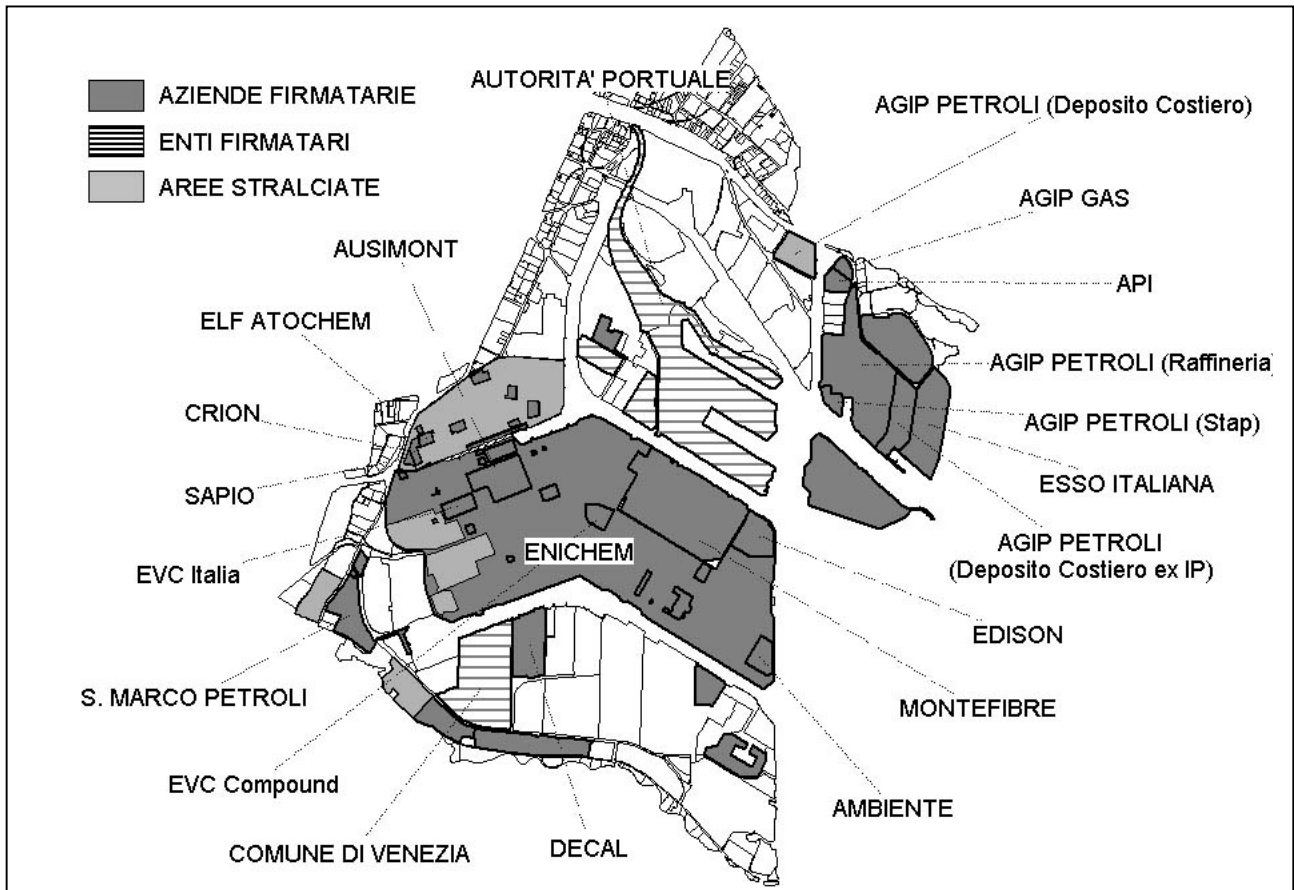 AUTORITA' PORTUALE
AZIENDE FIRMATARIE
ENTI FIRMATARI
AREE STRALCIATE
AGIP PETROLI (Deposito Costiero)
AGIP GAS
API
AUSIMONT
ELF ATOCHEM
CRION
SAPIO
AGIP PETROLI (Raffineria)
AGIP PETROLI (Stap)
ESSO ITALIANA
AGIP PETROLI
(Deposito Costiero ex IP)
ENICHEM
EVC Italia
EDISON
S. MARCO PETROLI
MONTEFIBRE
EVC Compound
AMBIENTE
COMUNE DI VENEZIA
DECAL